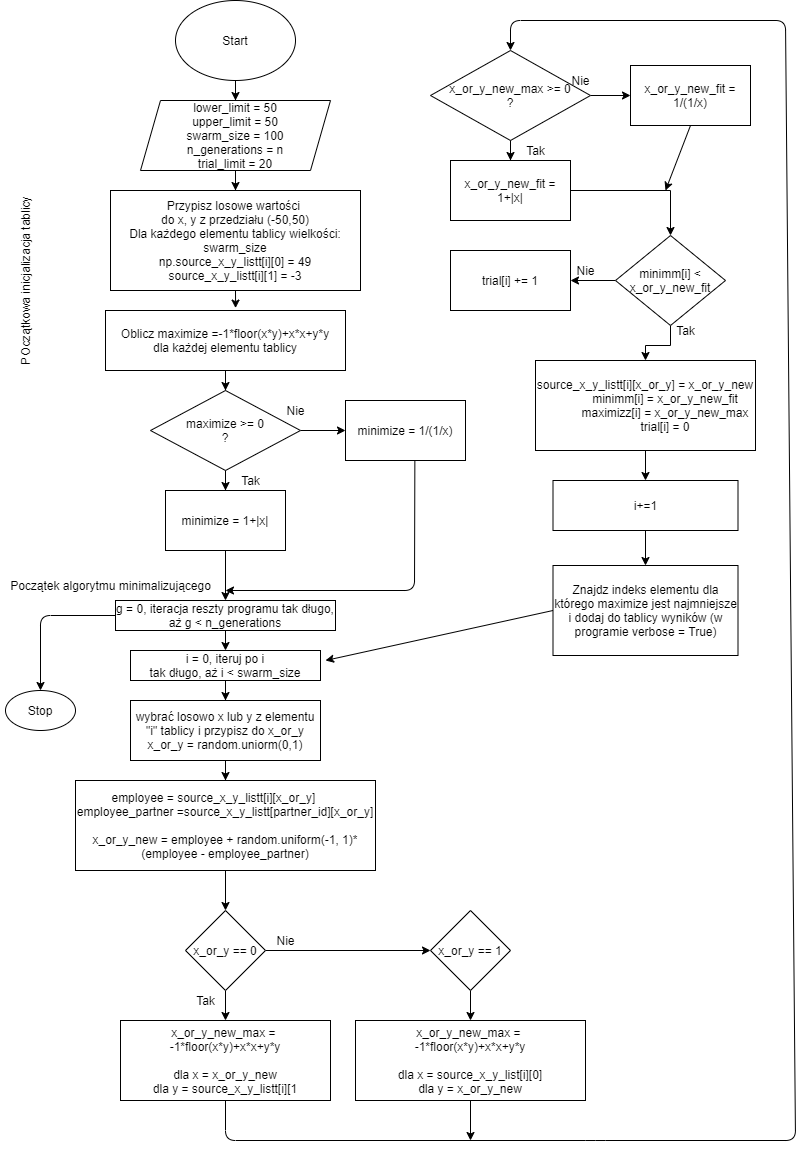 Start
lower_limit = 50
upper_limit = 50
swarm_size = 100
n_generations = n
trial_limit = 20
POczątkowa inicjalizacja tablicy
Przypisz losowe wartości
do x, y z przedziału (-50,50)
Dla każdego elementu tablicy wielkości:
swarm_size
np.source_x_y_listt[i][0] = 49
source_x_y_listt[i][1] = -3
Oblicz maximize =-1*floor(x*y)+x*x+y*y
dla każdej elementu tablicy
maximize >= 0
?
Nie
minimize = 1/(1/x)
Tak
minimize = 1+|x|
Początek algorytmu minimalizującego
g = 0, iteracja reszty programu tak długo,
aż g < n_generations
Stop
i = 0, iteruj po i
tak długo, aż i < swarm_size
wybrać losowo x lub y z elementu
"i" tablicy i przypisz do x_or_y
x_or_y = random.uniorm(0,1)
employee = source_x_y_listt[i][x_or_y]
employee_partner =source_x_y_listt[partner_id][x_or_y]
x_or_y_new = employee + random.uniform(-1, 1)*
(employee - employee_partner)
x_or_y == 0
Nie
x_or_y == 1
Tak
x_or_y_new_max =
-1*floor(x*y)+x*x+y*y
dla x = x_or_y_new
dla y = source_x_y_listt[i][1
x_or_y_new_max =
-1*floor(x*y)+x*x+y*y
dla x = source_x_y_list[i][0]
dla y = x_or_y_new
x_or_y_new_max >= 0
?
Nie
x_or_y_new_fit =
1/(1/x)
Tak
x_or_y_new_fit =
1+|x|
minimm[i] <
x_or_y_new_fit
Nie
trial[i] += 1
Tak
source_x_y_listt[i][x_or_y] = x_or_y_new
minimm[i] = x_or_y_new_fit
maximizz[i] = x_or_y_new_max
trial[i] = 0
i+=1
Znajdz indeks elementu dla
którego maximize jest najmniejsze
i dodaj do tablicy wyników (w
programie verbose = True)